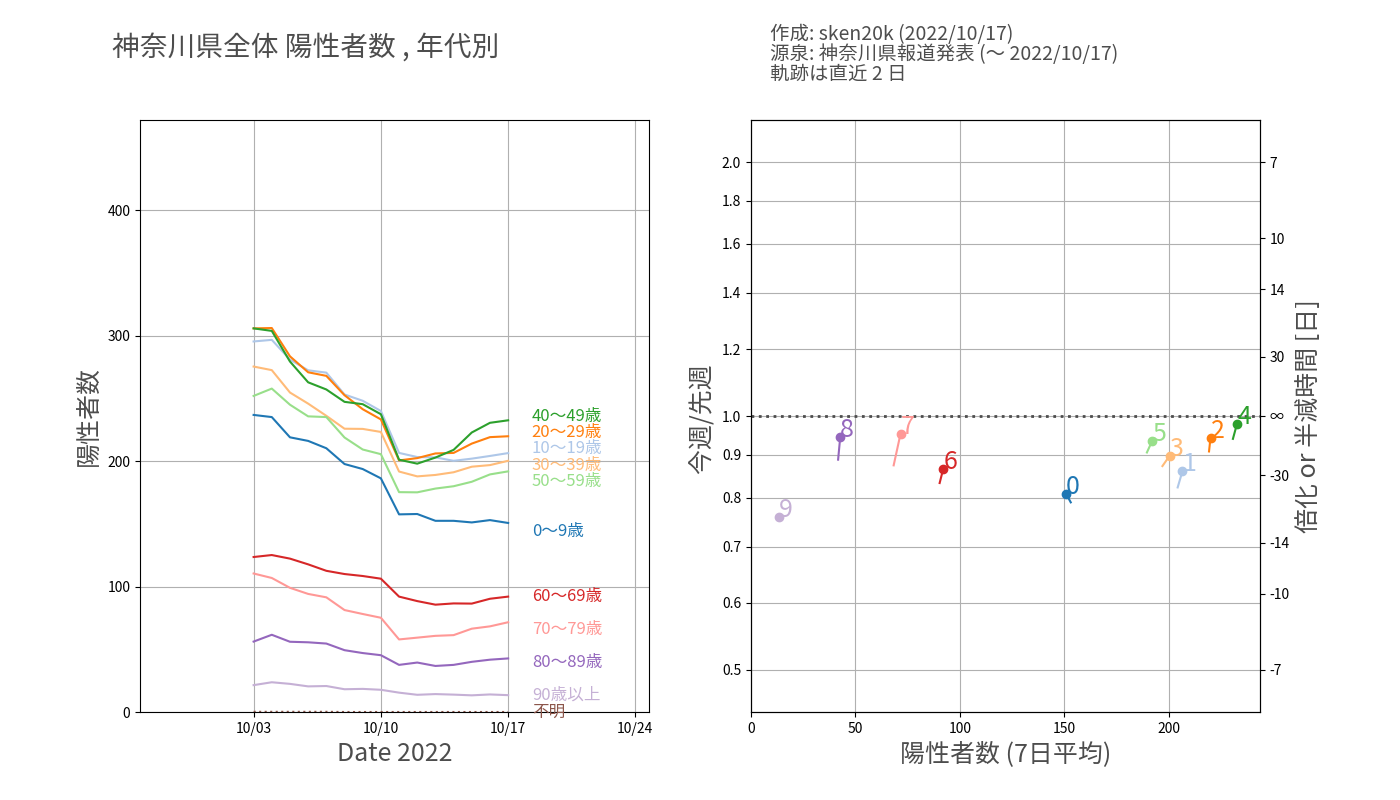 神奈川県全体 陽性者数 , 年代別
作成: sken20k (2022/10/17)
源泉: 神奈川県報道発表 (～ 2022/10/17)
軌跡は直近 2 日
陽性者数
400
300
200
100
0
10/03
10/10
10/17
10/24
Date 2022
40～49歳
20～29歳
10～19歳
30～39歳
50～59歳
0～9歳
60～69歳
70～79歳
80～89歳
90歳以上
不明
今週/先週
2.0
1.8
1.6
1.4
1.2
1.0
0.9
0.8
0.7
0.6
0.5
0
50
100
150
200
陽性者数 (7日平均)
9
8
7
6
0
5
3
1
2
4
7
10
14
30
∞
-30
-14
-10
-7
倍化 or 半減時間 [日]